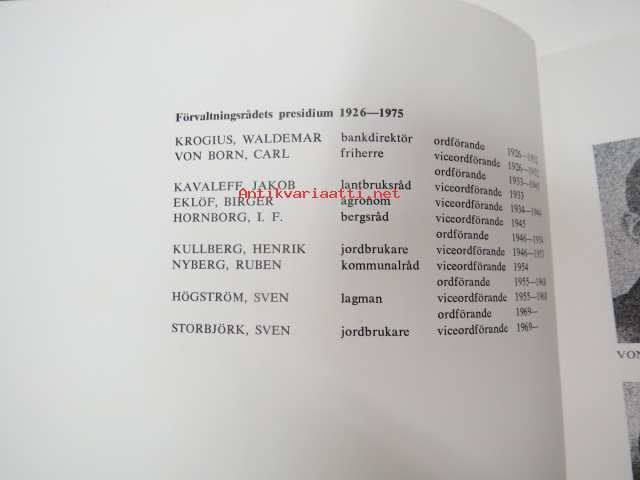 Förvaltningsrådets presidium 1926—1975
KROGIUS, WALDEMAR bankdirektör ordförande 1926—1932
VON BORN, CARL friherre viceordförande 1926—1932
ordförande 1933—1945
KAVALEFF, JAKOB lantbruksråd viceordförande 1933
EKLÖF, BIRGER agronom viceordförande 1934—1944
HORNBORG, I. F. bergsråd viceordförande 1945
ordförande 1946—1954
KULLBERG, HENRIK jordbrukare viceordförande 1946—1953
NYBERG, RUBEN kommunalråd viceordförande 1954
ordförande 1955—1968
HÖGSTRÖM, SVEN lagman viceordförande 1955—1968
ordförande 1969—
STORBJÖRK, SVEN jordbrukare viceordförande 1969—
Antikvariaatti.net
VON